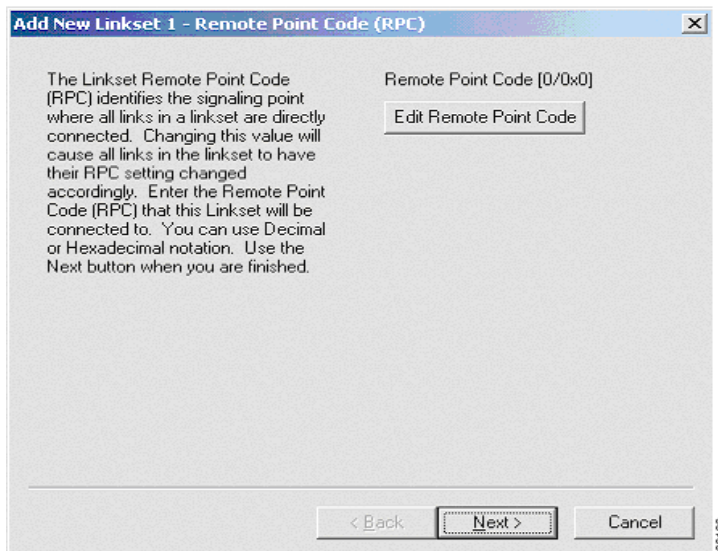 Add New Linkset 1 - Remote Point Code (RPC)
The Linkset Remote Point Code
(RPC) identifies the signaling point
where all links in a linkset are directly
connected. Changing this value will
cause all links in the linkset to have
their RPC setting changed
accordingly. Enter the Remote Point
Code (RPC) that this Linkset will be
connected to. You can use Decimal
or Hexadecimal notation. Use the
Next button when you are finished.
Remote Point Code [0/0x0]
Edit Remote Point Code
< Back
Next >
Cancel